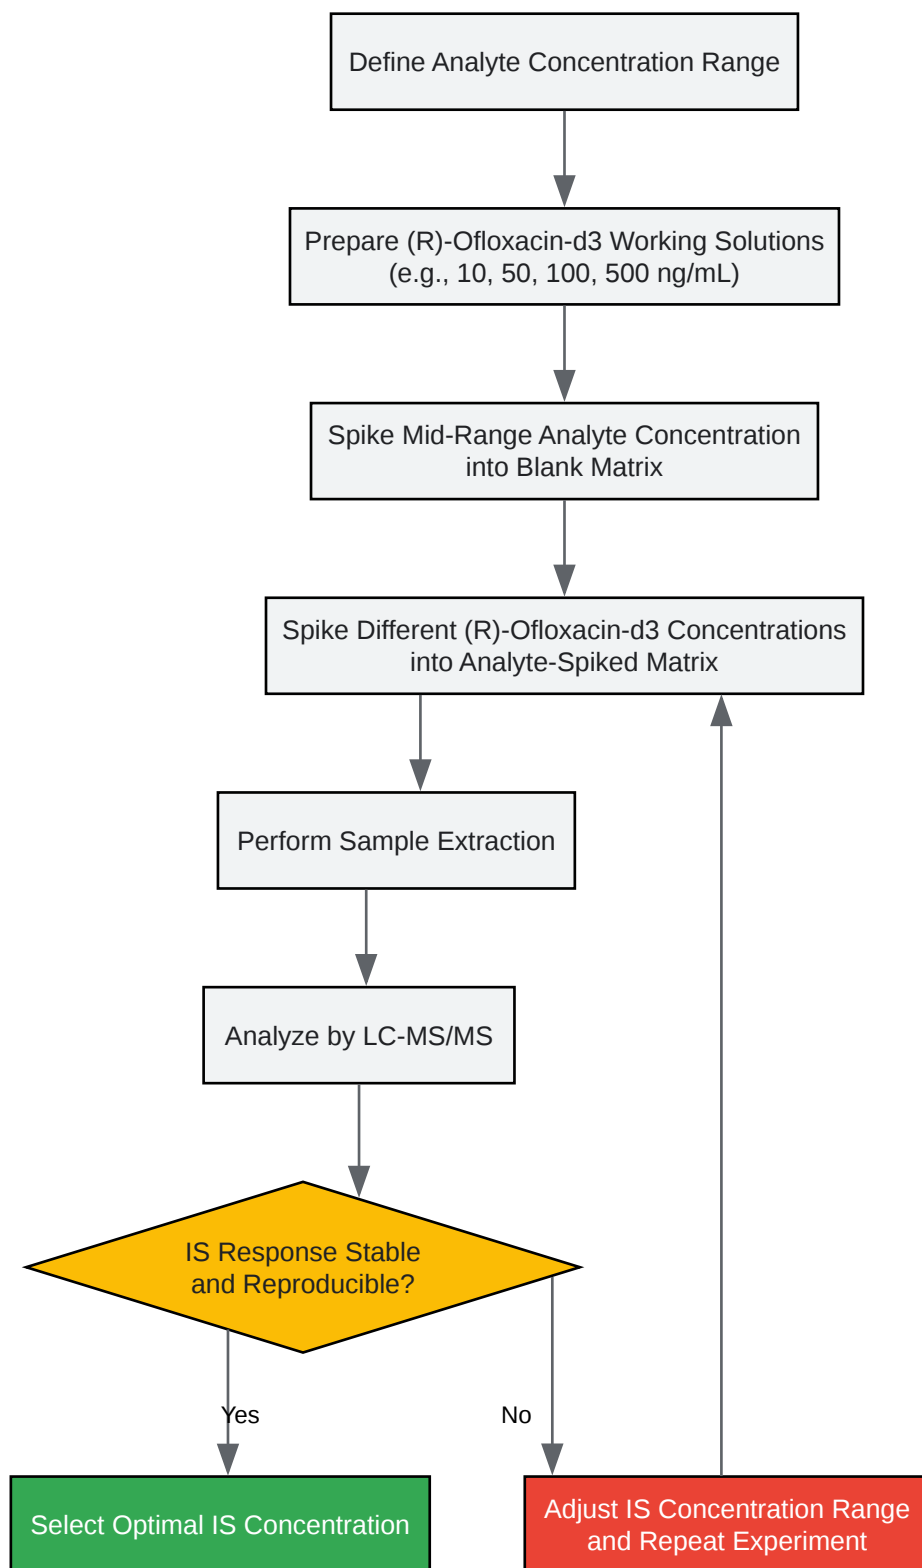 Define Analyte Concentration Range
Prepare (R)-Ofloxacin-d3 Working Solutions
(e.g., 10, 50, 100, 500 ng/mL)
Spike Mid-Range Analyte Concentration
into Blank Matrix
Spike Different (R)-Ofloxacin-d3 Concentrations
into Analyte-Spiked Matrix
Perform Sample Extraction
Analyze by LC-MS/MS
IS Response Stable
and Reproducible?
Yes
No
Select Optimal IS Concentration
Adjust IS Concentration Range
and Repeat Experiment